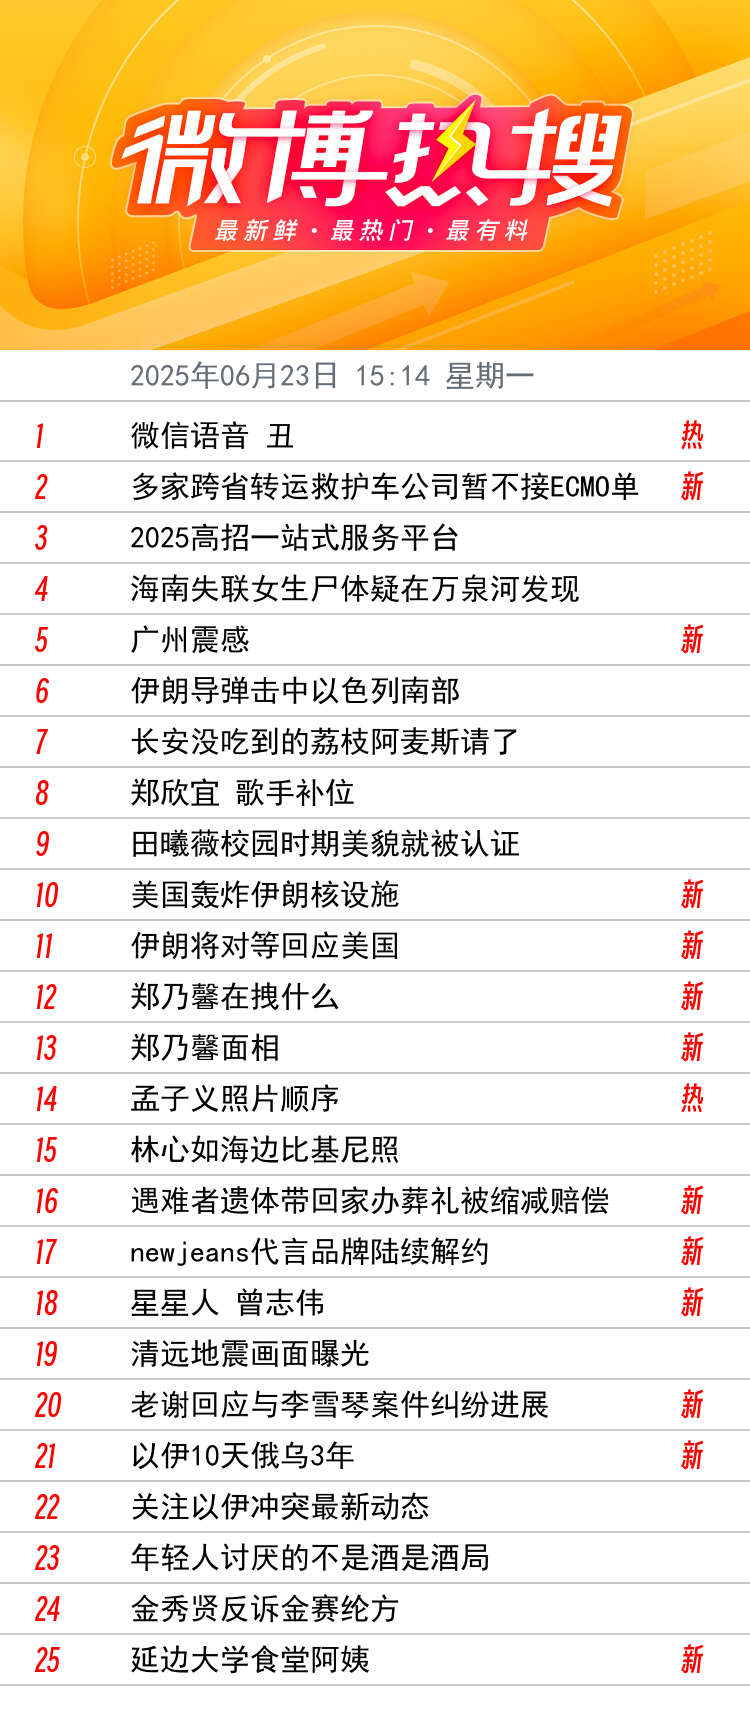 微博热搜
最新鲜·最热门·最有料
2025年06月23日 15:14 星期一
1 微信语音 丑 热
2 多家跨省转运救护车公司暂不接ECMO单 新
3 2025高招一站式服务平台
4 海南失联女生尸体疑在万泉河发现
5 广州震感 新
6 伊朗导弹击中以色列南部
7 长安没吃到的荔枝阿麦斯请了
8 郑欣宜 歌手补位
9 田曦薇校园时期美貌就被认证
10 美国轰炸伊朗核设施 新
11 伊朗将对等回应美国 新
12 郑乃馨在拽什么 新
13 郑乃馨面相 新
14 孟子义照片顺序 热
15 林心如海边比基尼照
16 遇难者遗体带回家办葬礼被缩减赔偿 新
17 newjeans代言品牌陆续解约 新
18 星星人 曾志伟 新
19 清远地震画面曝光
20 老谢回应与李雪琴案件纠纷进展 新
21 以伊10天俄乌3年 新
22 关注以伊冲突最新动态
23 年轻人讨厌的不是酒是酒局
24 金秀贤反诉金赛纶方
25 延边大学食堂阿姨 新